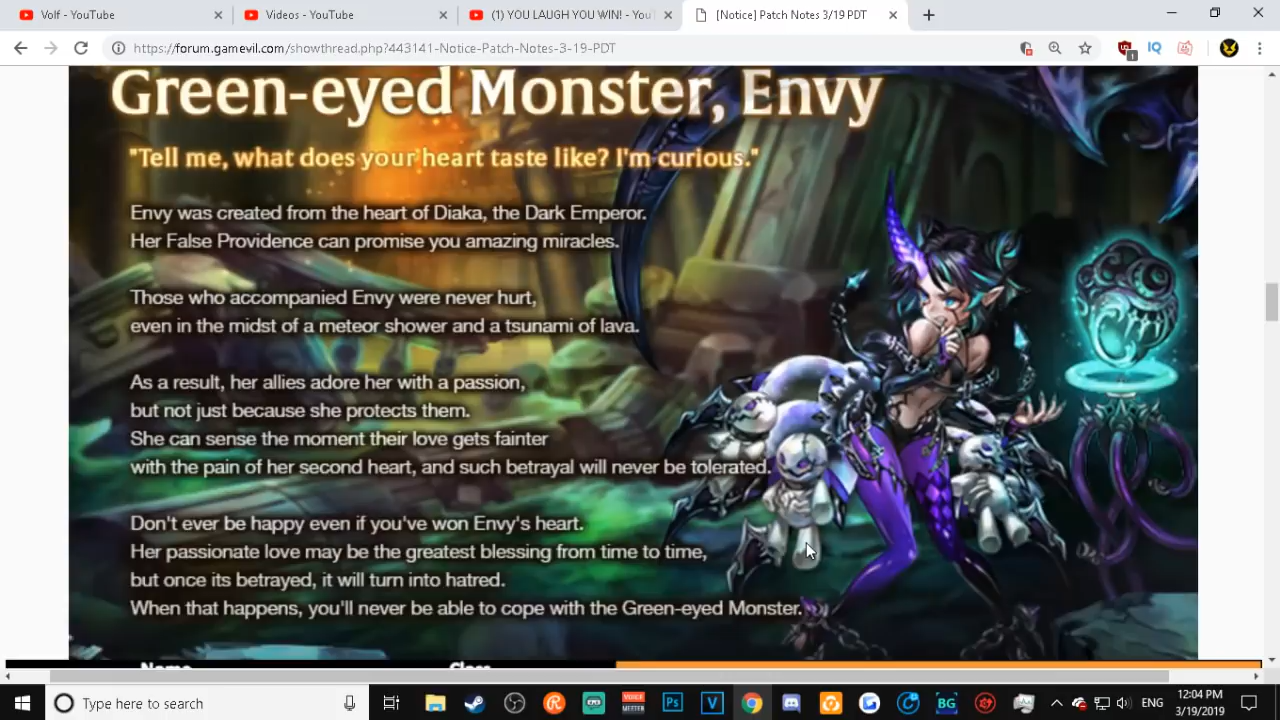 Volf - YouTube
Videos - YouTube
(1) YOU LAUGH YOU WIN! - You
[Notice] Patch Notes 3/19 PDT
https://forum.gamevil.com/showthread.php?443141-Notice-Patch-Notes-3-19-PDT
IQ
1
Green-eyed Monster, Envy
"Tell me, what does your heart taste like? I'm curious."
Envy was created from the heart of Diaka, the Dark Emperor.
Her False Providence can promise you amazing miracles.
Those who accompanied Envy were never hurt,
even in the midst of a meteor shower and a tsunami of lava.
As a result, her allies adore her with a passion,
but not just because she protects them.
She can sense the moment their love gets fainter
with the pain of her second heart, and such betrayal will never be tolerated.
Don't ever be happy even if you've won Envy's heart.
Her passionate love may be the greatest blessing from time to time,
but once its betrayed, it will turn into hatred.
When that happens, you'll never be able to cope with the Green-eyed Monster.
Name Class
Type here to search
VOICE
Ps
V
BG
ENG
12:04 PM
3/19/2019